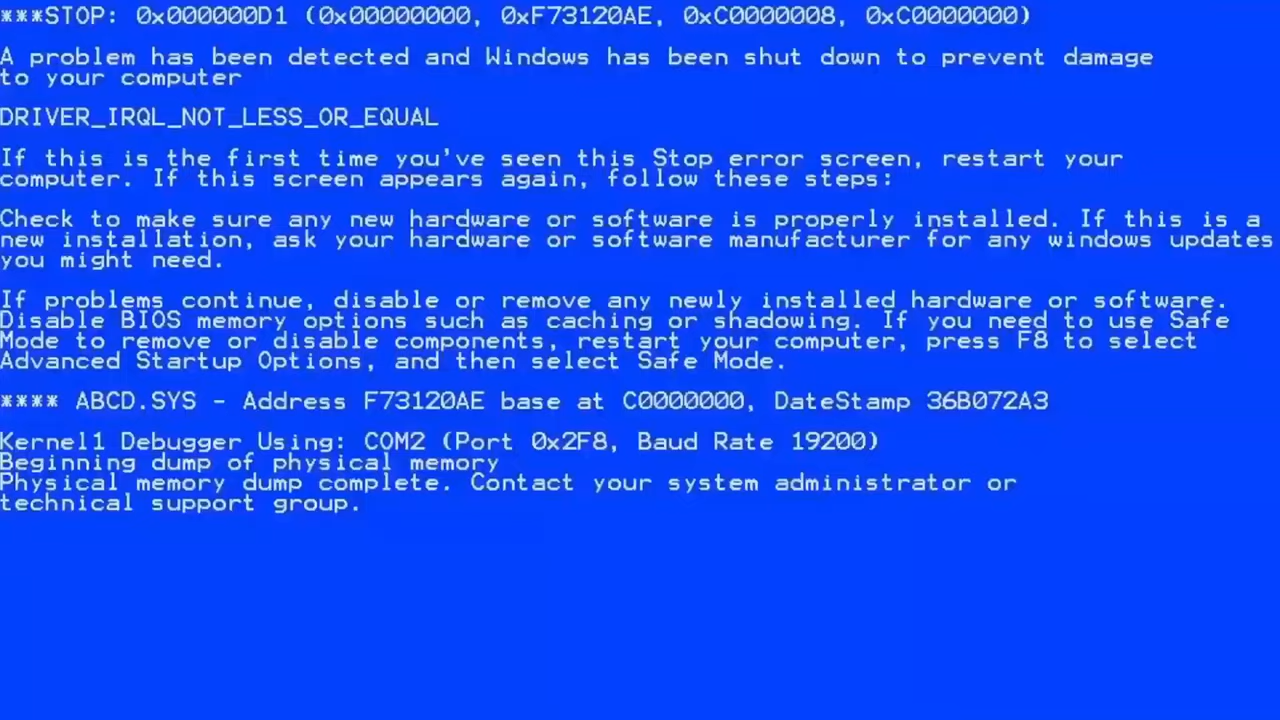 ***STOP: 0x000000D1 (0x00000000, 0xF73120AE, 0xC0000008, 0xC0000000)
A problem has been detected and Windows has been shut down to prevent damage
to your computer
DRIVER_IRQL_NOT_LESS_OR_EQUAL
If this is the first time you've seen this Stop error screen, restart your
computer. If this screen appears again, follow these steps:
Check to make sure any new hardware or software is properly installed. If this is a
new installation, ask your hardware or software manufacturer for any windows updates
you might need.
If problems continue, disable or remove any newly installed hardware or software.
Disable BIOS memory options such as caching or shadowing. If you need to use Safe
Mode to remove or disable components, restart your computer, press F8 to select
Advanced Startup Options, and then select Safe Mode.
**** ABCD.SYS - Address F73120AE base at C0000000, DateStamp 36B072A3
Kernel1 Debugger Using: COM2 (Port 0x2F8, Baud Rate 19200)
Beginning dump of physical memory
Physical memory dump complete. Contact your system administrator or
technical support group.